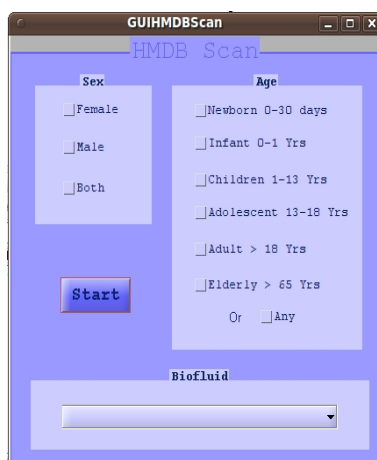 GUIHMDBScan
HMDB Scan
Sex
Female
Male
Both
Age
Newborn 0-30 days
Infant 0-1 Yrs
Children 1-13 Yrs
Adolescent 13-18 Yrs
Adult > 18 Yrs
Elderly > 65 Yrs
Or Any
Start
Biofluid